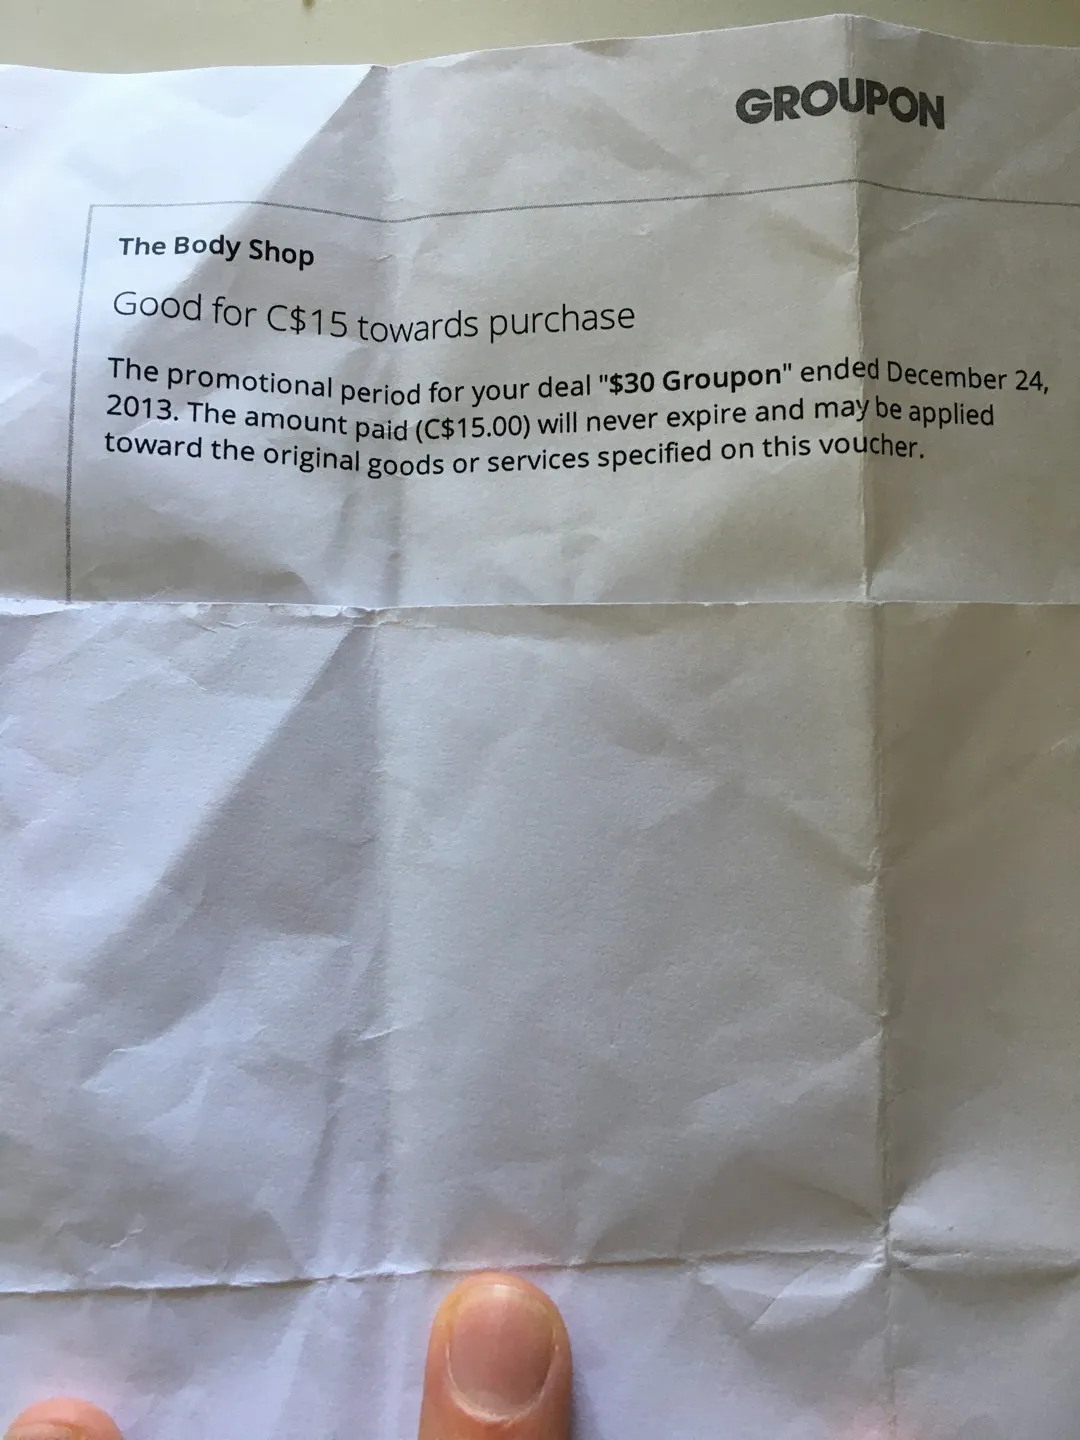 GROUPON
The Body Shop
Good for C$15 towards purchase
The promotional period for your deal "$30 Groupon" ended December 24,
2013. The amount paid (C$15.00) will never expire and may be applied
toward the original goods or services specified on this voucher.